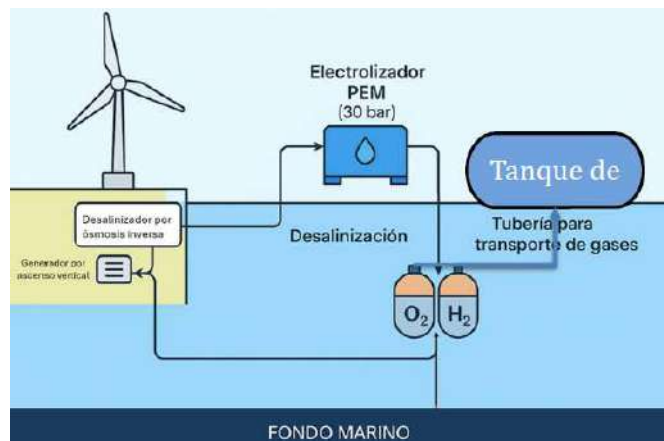 Electrolizador
PEM
(30 bar)
Tanque de
Desalinizador por
ósmosis inversa
Desalinización
Tubería para
transporte de gases
Generador por
ascenso vertical
O₂
H₂
FONDO MARINO